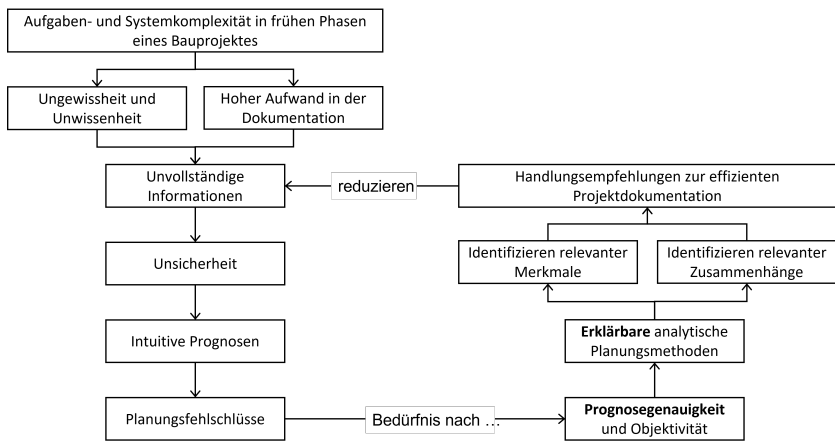 Aufgaben- und Systemkomplexität in frühen Phasen
eines Bauprojektes
Ungewissheit und
Unwissenheit
Hoher Aufwand in der
Dokumentation
Unvollständige
Informationen
reduzieren
Handlungsempfehlungen zur effizienten
Projektdokumentation
Unsicherheit
Identifizieren relevanter
Merkmale
Identifizieren relevanter
Zusammenhänge
Intuitive Prognosen
Erklärbare analytische
Planungsmethoden
Planungsfehlschlüsse
Bedürfnis nach ...
Prognosegenauigkeit
und Objektivität